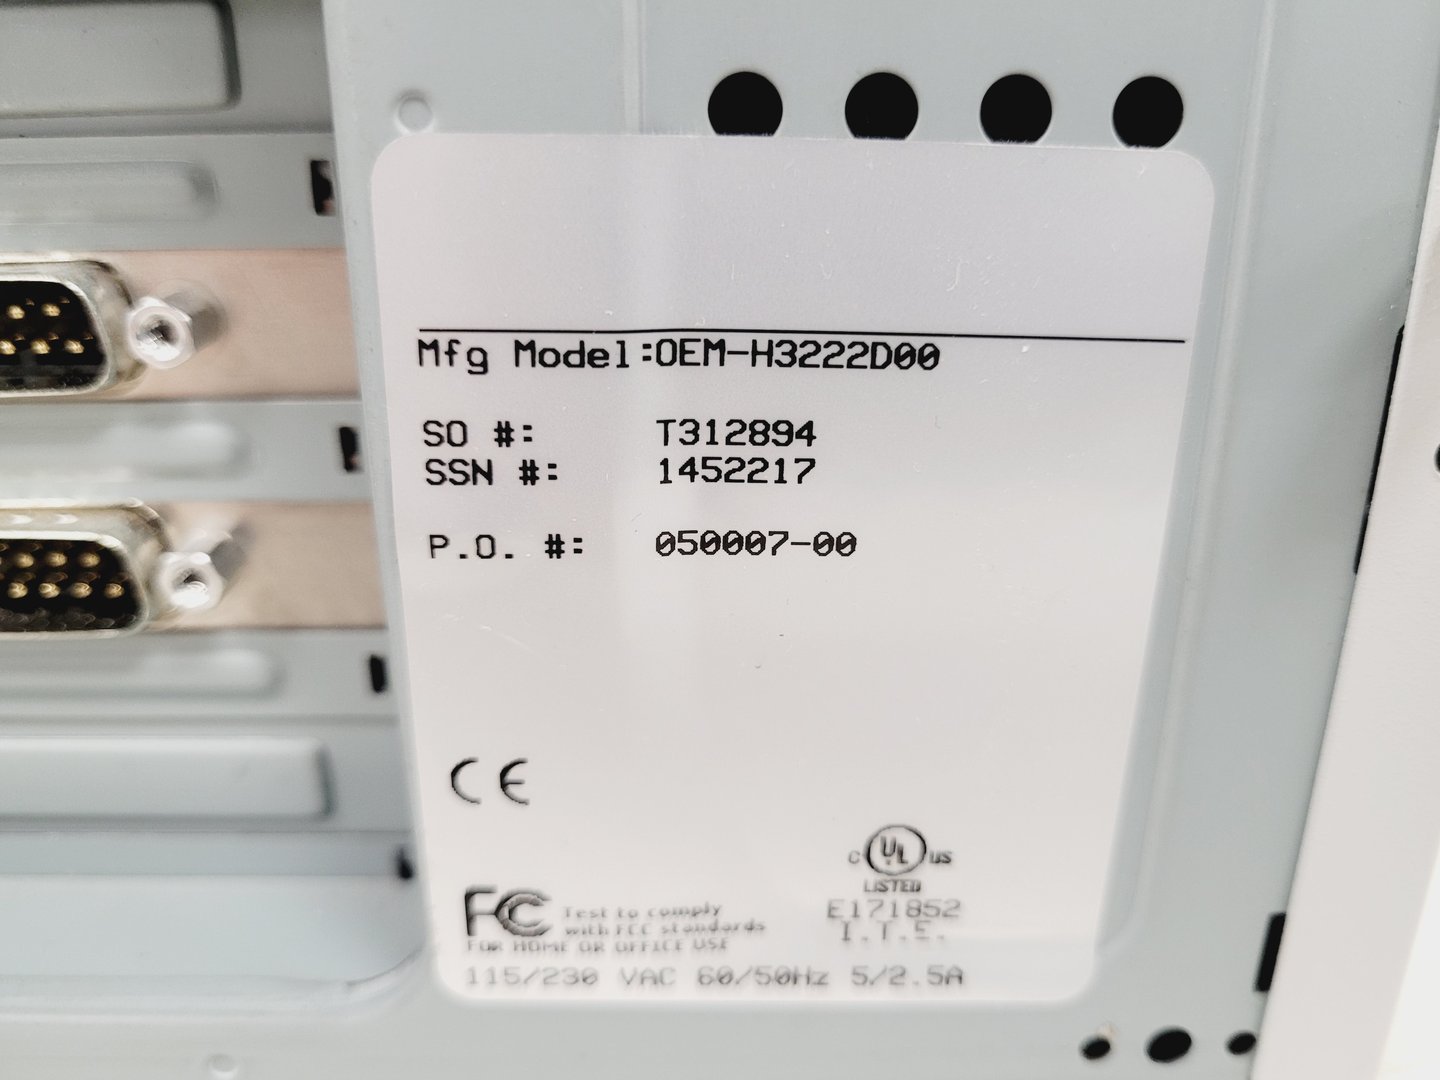 Mfg Model:OEM-H3222D00
SO #: T312894
SSN #: 1452217
P.O. #: 050007-00
CE
c UL us
LISTED
FC Test to comply
with FCC standards
FOR HOME OR OFFICE USE
E171852
I.T.E.
115/230 VAC 60/50Hz 5/2.5A